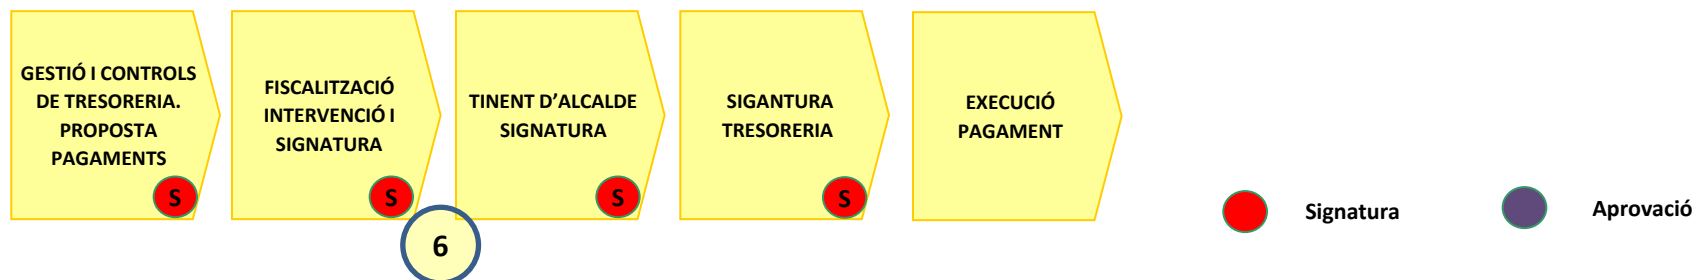 GESTIÓ I CONTROLS
DE TRESORERIA.
PROPOSTA
PAGAMENTS
S
FISCALITZACIÓ
INTERVENCIÓ I
SIGNATURA
S
TINENT D'ALCALDE
SIGNATURA
S
SIGANTURA
TRESORERIA
S
EXECUCIÓ
PAGAMENT
6
Signatura
Aprovació